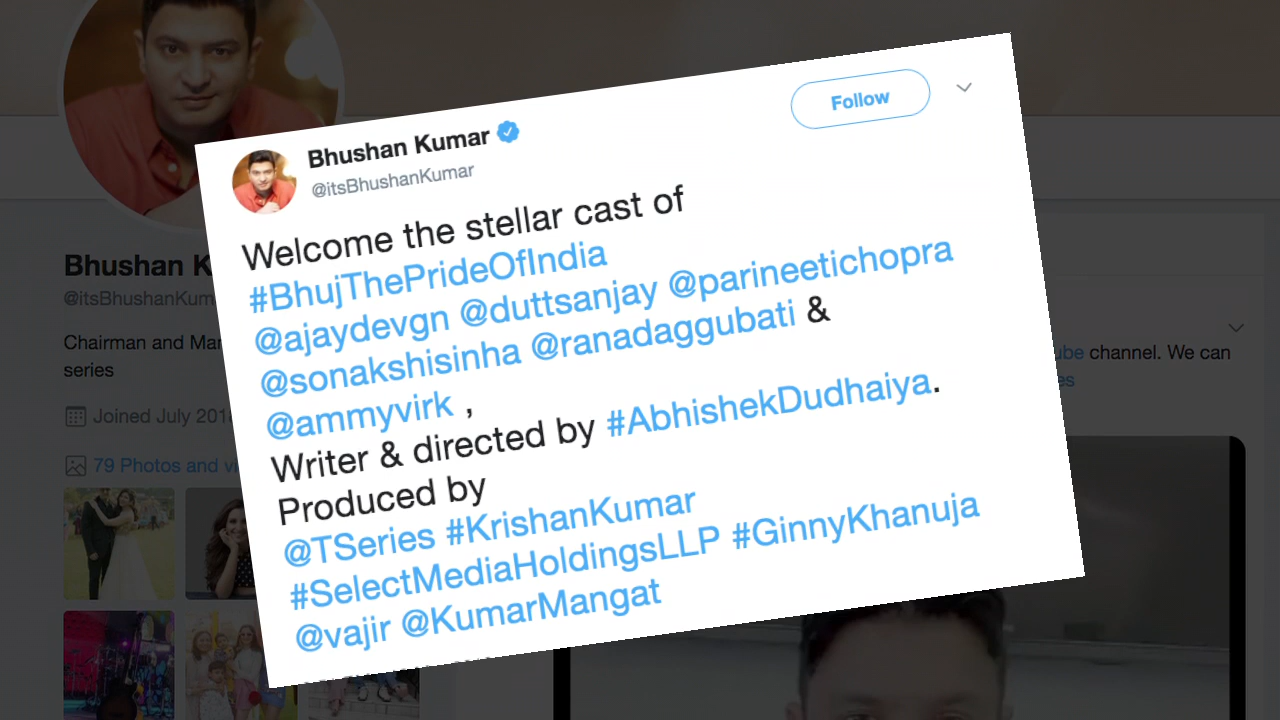 Bhushan Kumar
@itsBhushanKumar
Follow
Welcome the stellar cast of
#BhujThePrideOfIndia
@ajaydevgn @duttsanjay @parineetichopra
@sonakshisinha @ranadaggubati &
@ammyvirk ,
Writer & directed by #AbhishekDudhaiya.
Produced by
@TSeries #KrishanKumar
#SelectMediaHoldingsLLP #GinnyKhanuja
@vajir @KumarMangat
Bhushan K
@itsBhushanKum
Chairman and Mar
series
Joined July 201
79 Photos and vi
channel. We can